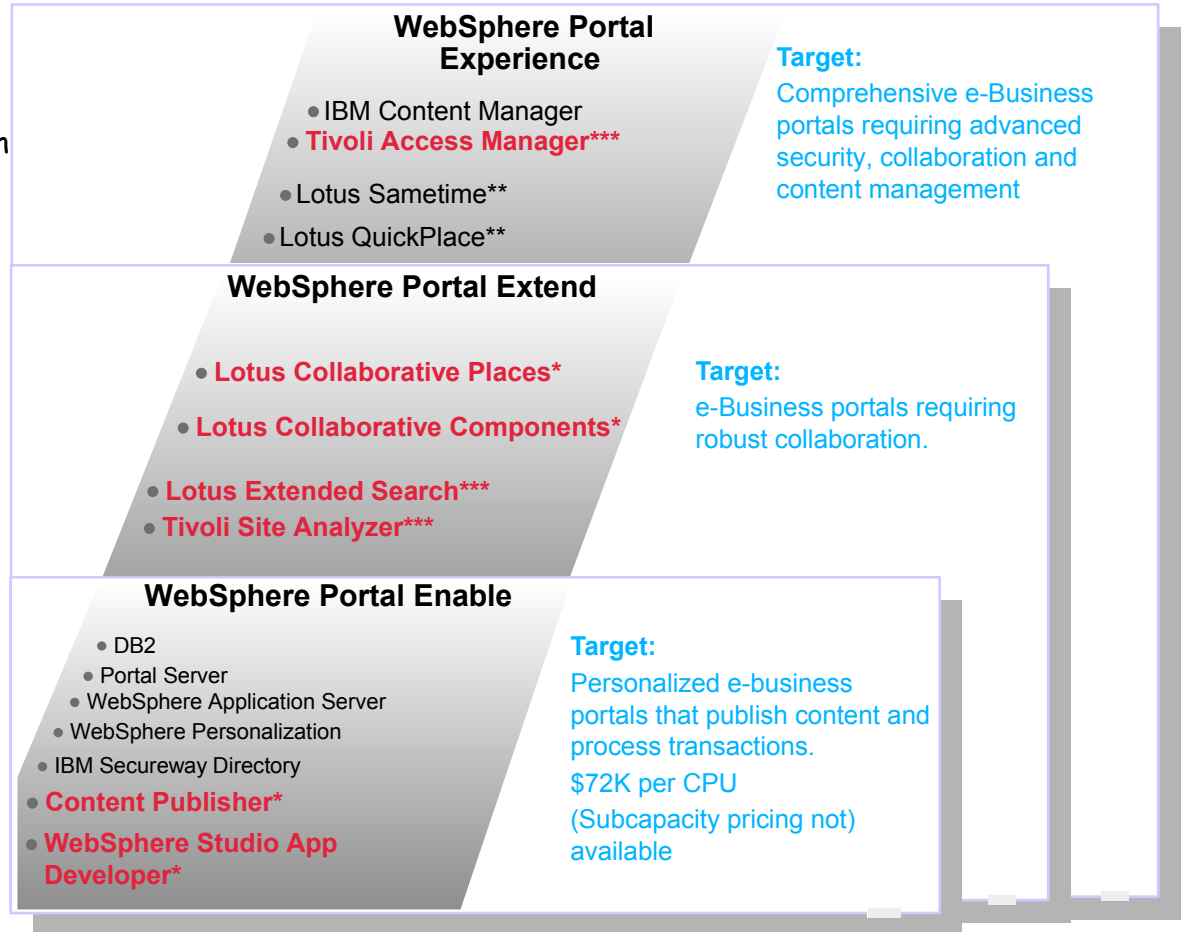 WebSphere Portal
Experience
IBM Content Manager
Tivoli Access Manager***
Lotus Sametime**
Lotus QuickPlace**
Target:
Comprehensive e-Business
portals requiring advanced
security, collaboration and
content management
WebSphere Portal Extend
Lotus Collaborative Places*
Lotus Collaborative Components*
Lotus Extended Search***
Tivoli Site Analyzer***
Target:
e-Business portals requiring
robust collaboration.
WebSphere Portal Enable
DB2
Portal Server
WebSphere Application Server
WebSphere Personalization
IBM Secureway Directory
Content Publisher*
WebSphere Studio App
Developer*
Target:
Personalized e-business
portals that publish content and
process transactions.
$72K per CPU
(Subcapacity pricing not)
available